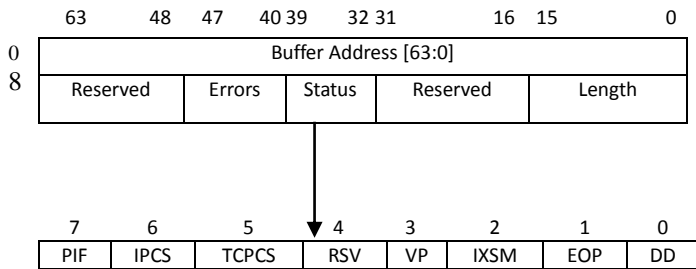 63 48 47 40 39 32 31 16 15 0
0 Buffer Address [63:0]
8 Reserved Errors Status Reserved Length
7 6 5 4 3 2 1 0
PIF IPCS TCPCS RSV VP IXSM EOP DD